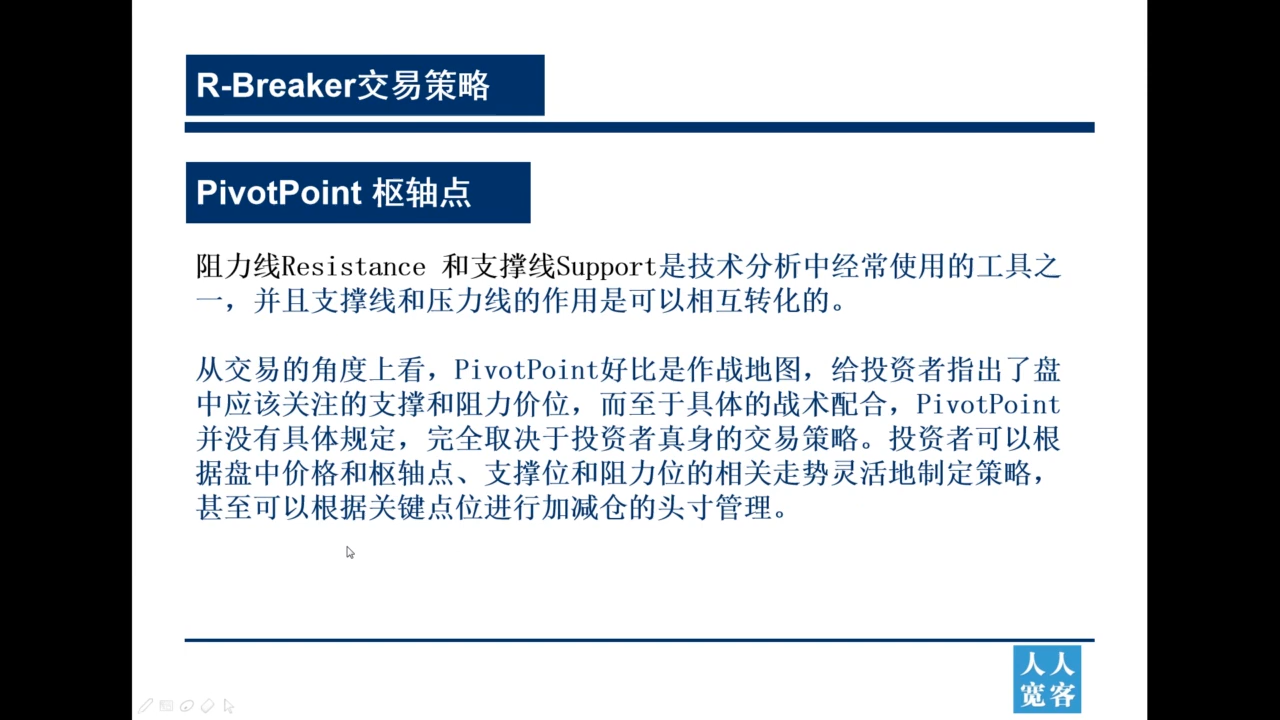 R-Breaker交易策略
PivotPoint 枢轴点
阻力线Resistance 和支撑线Support是技术分析中经常使用的工具之
一，并且支撑线和压力线的作用是可以相互转化的。
从交易的角度上看，PivotPoint好比是作战地图，给投资者指出了盘
中应该关注的支撑和阻力价位，而至于具体的战术配合，PivotPoint
并没有具体规定，完全取决于投资者真身的交易策略。投资者可以根
据盘中价格和枢轴点、支撑位和阻力位的相关走势灵活地制定策略，
甚至可以根据关键点位进行加减仓的头寸管理。
人人
宽客